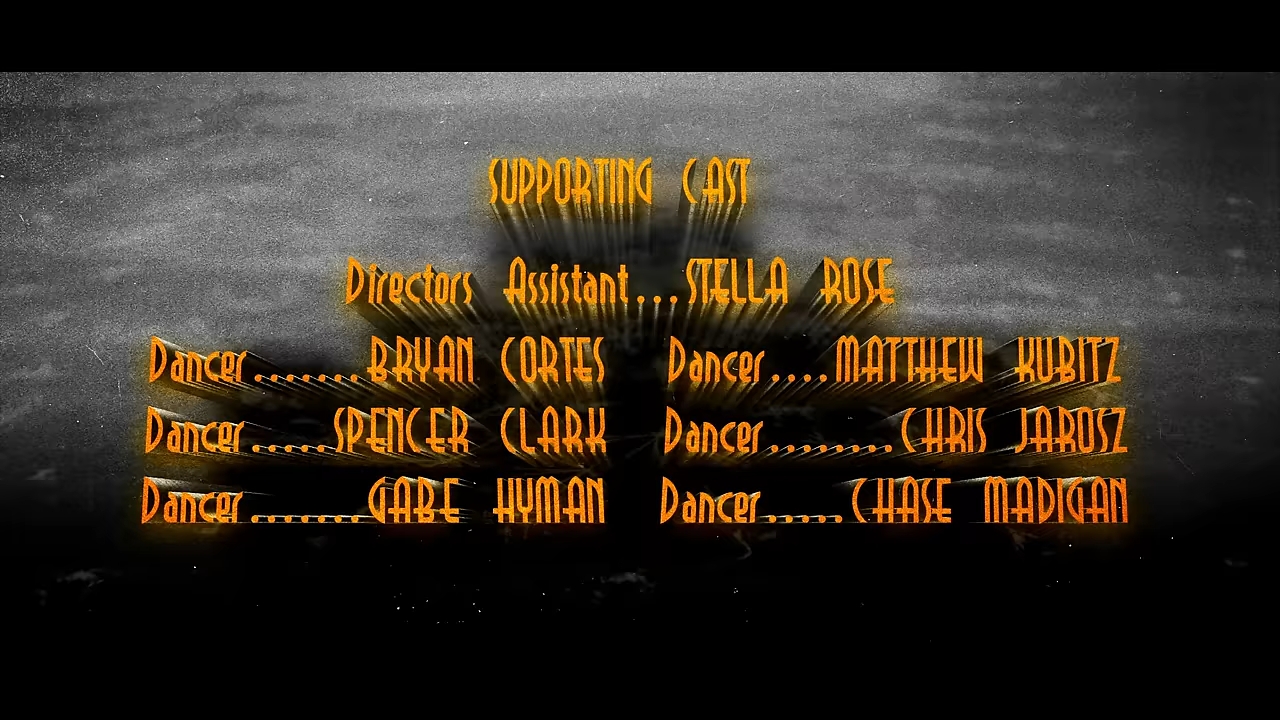 SUPPORTING CAST
Directors Assistant...STELLA ROSE
Dancer.......BRYAN CORTES Dancer....MATTHEW KUBITZ
Dancer.....SPENCER CLARK Dancer........CHRIS JAROSZ
Dancer.......GABE HYMAN Dancer.....CHASE MADIGAN